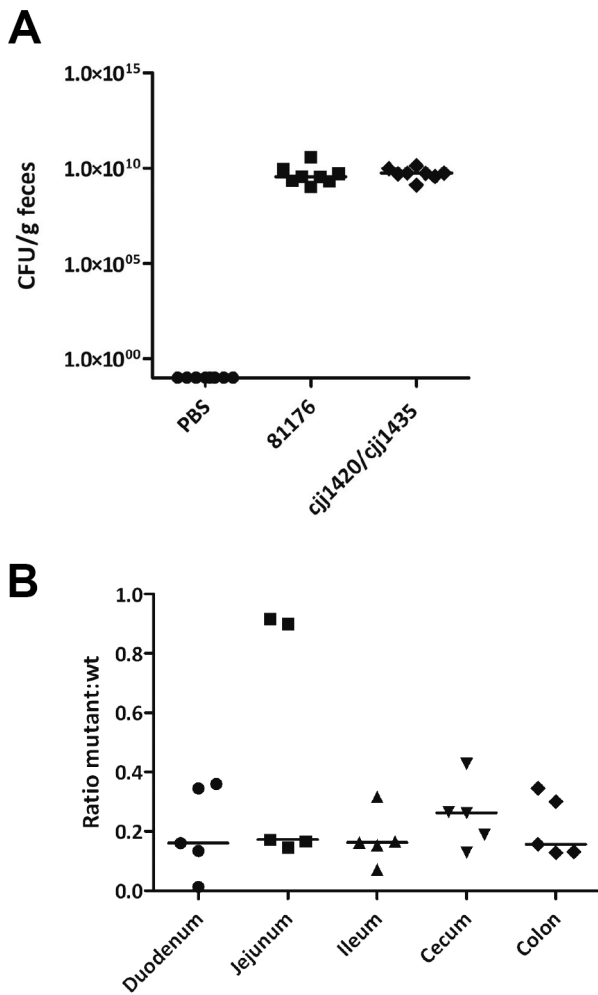 A
1.0×10¹⁵
1.0×10¹⁰
1.0×10⁰⁵
1.0×10⁰⁰
CFU/g feces
PBS
81176
cjj1420/cjj1435
B
1.0
0.8
0.6
0.4
0.2
0.0
Ratio mutant:wt
Duodenum
Jejunum
Ileum
Cecum
Colon